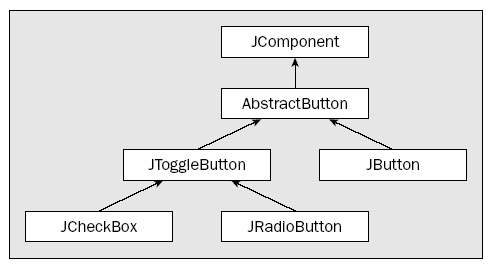 JComponent
AbstractButton
JToggleButton
JButton
JCheckBox
JRadioButton